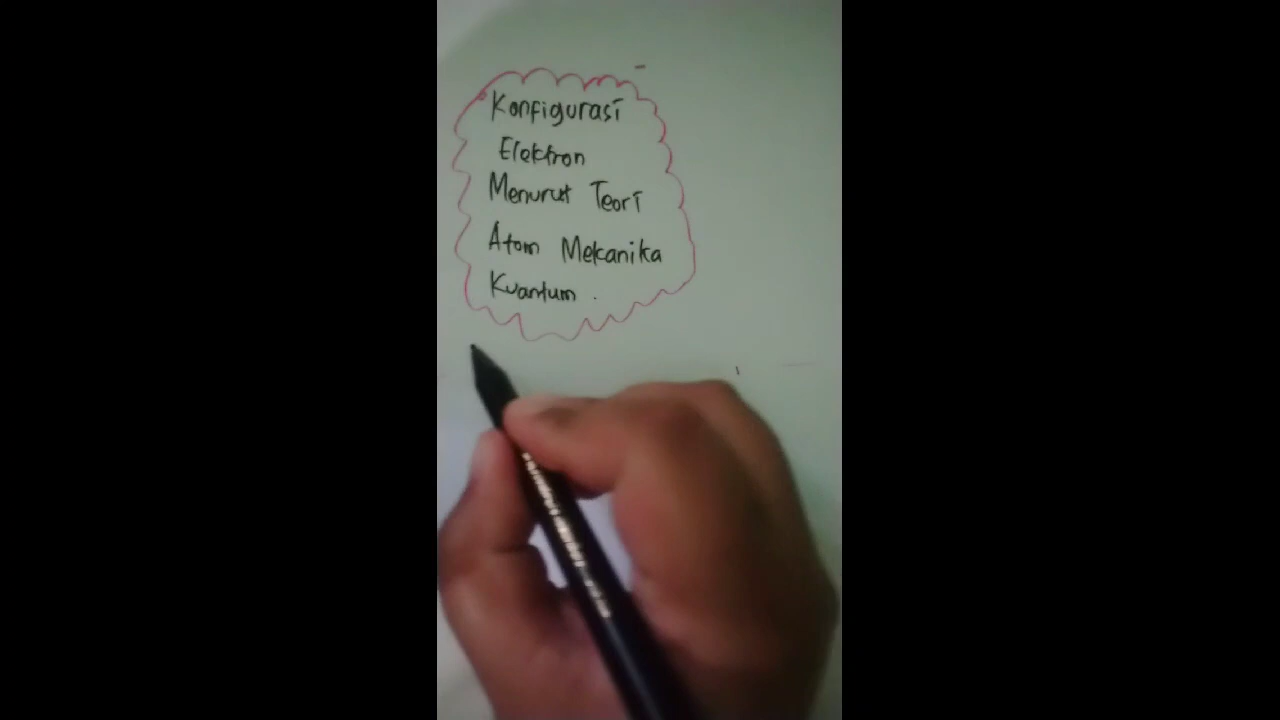 Konfigurasi
Elektron
Menurut Teori
Atom Mekanika
Kuantum.